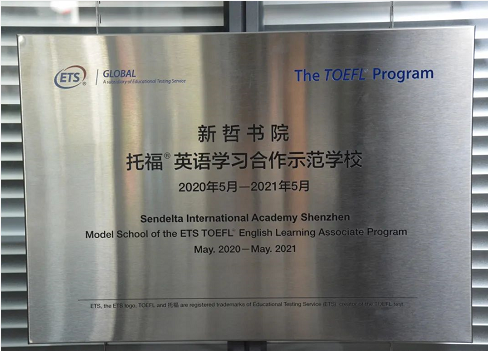 ETS® | GLOBAL
A subsidiary of Educational Testing Service
The TOEFL® Program
新哲书院
托福®英语学习合作示范学校
2020年5月—2021年5月
Sendelta International Academy Shenzhen
Model School of the ETS TOEFL® English Learning Associate Program
May. 2020—May. 2021
ETS, the ETS logo, TOEFL and 托福 are registered trademarks of Educational Testing Service (ETS)